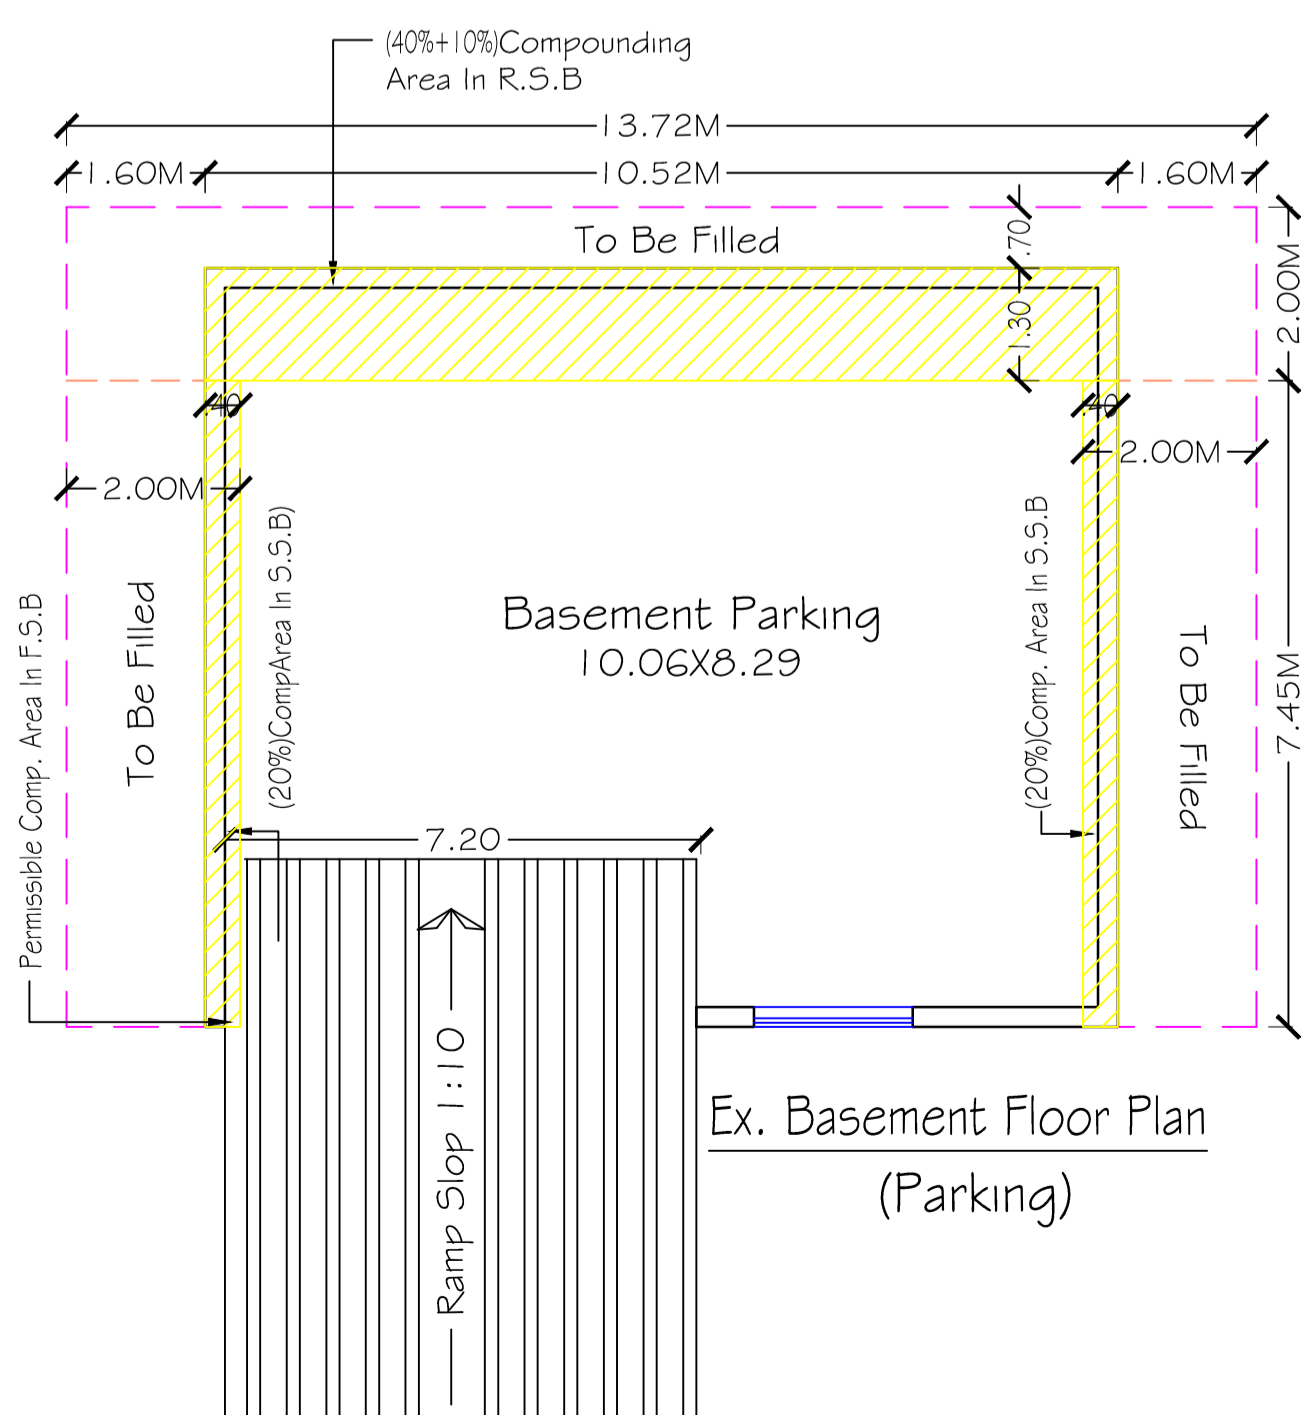 (40%+10%)Compounding
Area In R.S.B
13.72M
1.60M
10.52M
1.60M
To Be Filled
.70
1.30
2.00M
.40
.40
2.00M
2.00M
(20%)CompArea In S.S.B)
(20%)Comp. Area In S.S.B
Permissible Comp. Area In F.S.B
To Be Filled
Basement Parking
10.06X8.29
To Be Filled
7.45M
7.20
Ramp Slop 1:10
Ex. Basement Floor Plan
(Parking)